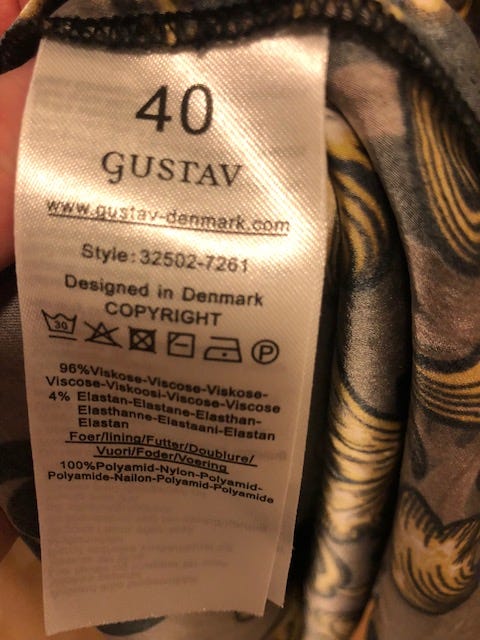 40
GUSTAV
www.gustav-denmark.com
Style:32502-7261
Designed in Denmark
COPYRIGHT
30 P
96%Viskose-Viscose-Viskose-
Viscose-Viskoosi-Viscose-Viscose
4% Elastan-Elastane-Elasthan-
Elasthanne-Elastaani-Elastan
Elastan
Foer/lining/Futter/Doublure/
Vuori/Foder/Voering
100%Polyamid-Nylon-Polyamid-
Polyamide-Nailon-Polyamid-Polyamide